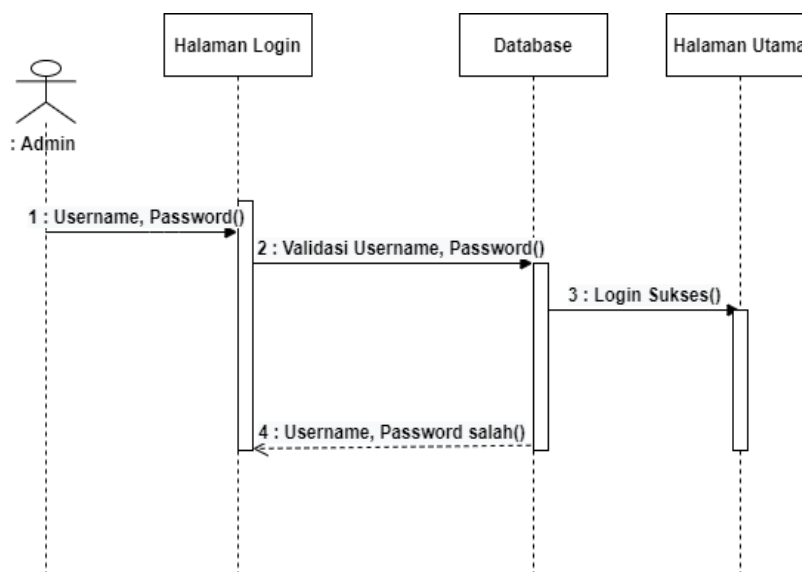 Halaman Login
Database
Halaman Utama
: Admin
1 : Username, Password()
2 : Validasi Username, Password()
3 : Login Sukses()
4 : Username, Password salah()